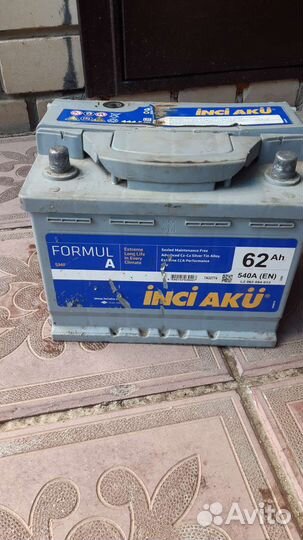 İNCİ AKÜ
FORMUL
A
SMF
Extreme
Long Life
in Every
Climate
Sealed Maintenance Free
Advanced Ca-Ca Silver Tin Alloy
Extreme CCA Performance
62 Ah
540A (EN)
İNCİ AKÜ
Avito